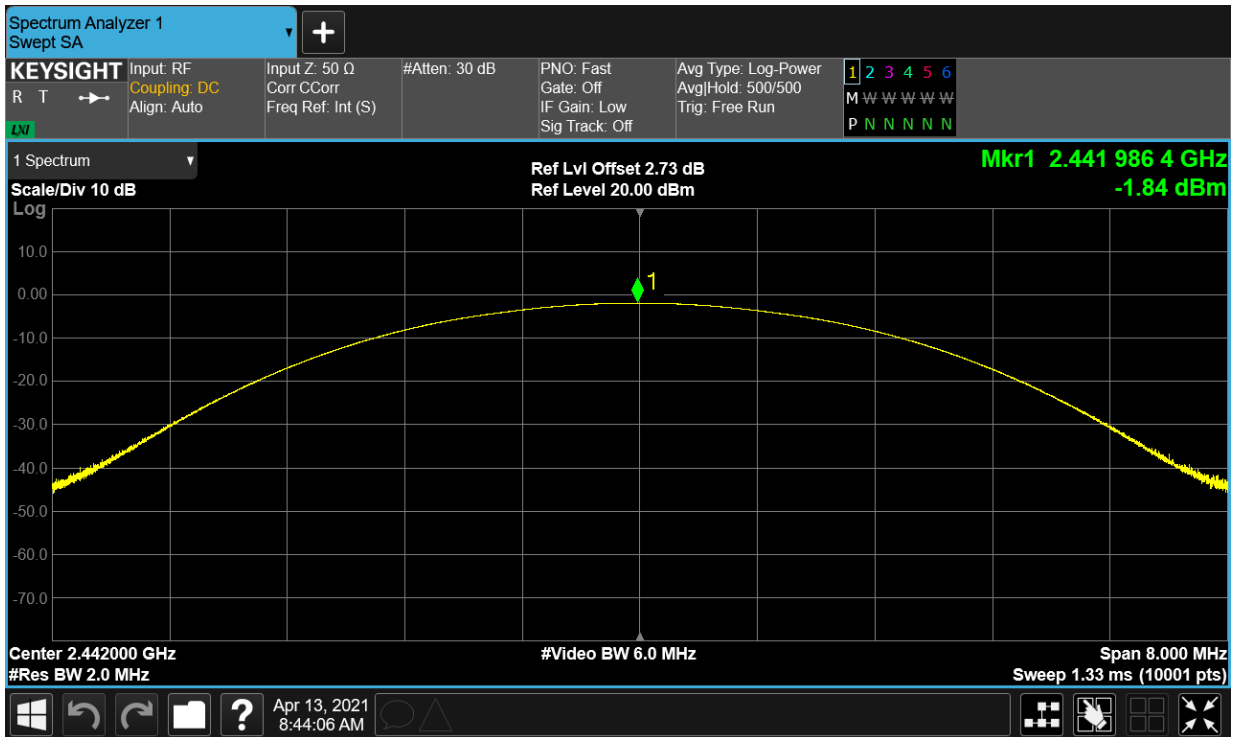 Spectrum Analyzer 1
Swept SA
KEYSIGHT
R T
LXI
Input: RF
Coupling: DC
Align: Auto
Input Z: 50 Ω
Corr CCorr
Freq Ref: Int (S)
#Atten: 30 dB
PNO: Fast
Gate: Off
IF Gain: Low
Sig Track: Off
Avg Type: Log-Power
Avg|Hold: 500/500
Trig: Free Run
1 2 3 4 5 6
M W W W W W
P N N N N N
1 Spectrum
Scale/Div 10 dB
Log
Ref Lvl Offset 2.73 dB
Ref Level 20.00 dBm
Mkr1 2.441 986 4 GHz
-1.84 dBm
1
10.0
0.00
-10.0
-20.0
-30.0
-40.0
-50.0
-60.0
-70.0
Center 2.442000 GHz
#Res BW 2.0 MHz
#Video BW 6.0 MHz
Span 8.000 MHz
Sweep 1.33 ms (10001 pts)
?
Apr 13, 2021
8:44:06 AM